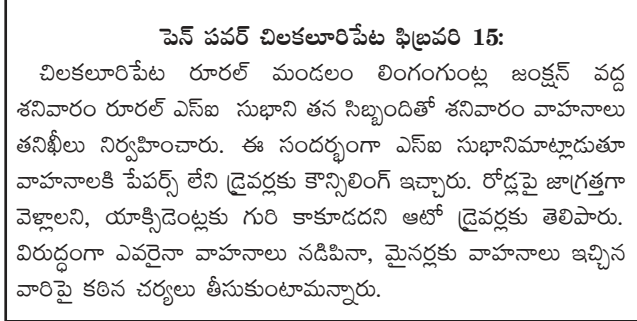 పెన్ పవర్ చిలకలూరిపేట ఫిబ్రవరి 15:
చిలకలూరిపేట రూరల్ మండలం లింగంగుంట్ల జంక్షన్ వద్ద
శనివారం రూరల్ ఎస్ఐ సుభాని తన సిబ్బందితో శనివారం వాహనాలు
తనిఖీలు నిర్వహించారు. ఈ సందర్భంగా ఎస్ఐ సుభానిమాట్లాడుతూ
వాహనాలకి పేపర్స్ లేని డ్రైవర్లకు కౌన్సిలింగ్ ఇచ్చారు. రోడ్లపై జాగ్రత్తగా
వెళ్లాలని, యాక్సిడెంట్లకు గురి కాకూడదని ఆటో డ్రైవర్లకు తెలిపారు.
విరుద్ధంగా ఎవరైనా వాహనాలు నడిపినా, మైనర్లకు వాహనాలు ఇచ్చిన
వారిపై కఠిన చర్యలు తీసుకుంటామన్నారు.